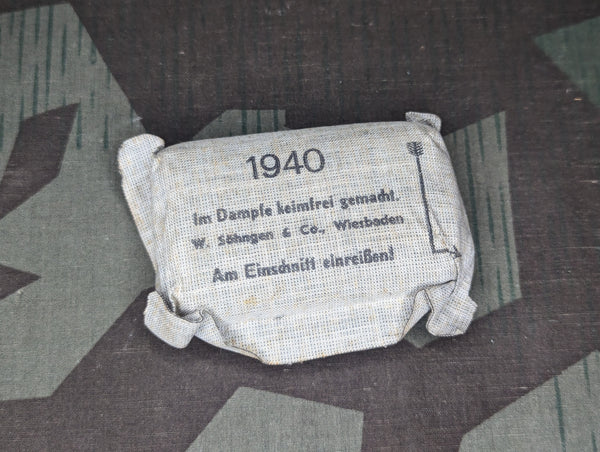 1940
Im Dampfe keimfrei gemacht.
W. Söhngen & Co., Wiesbaden
Am Einschnitt einreißen!